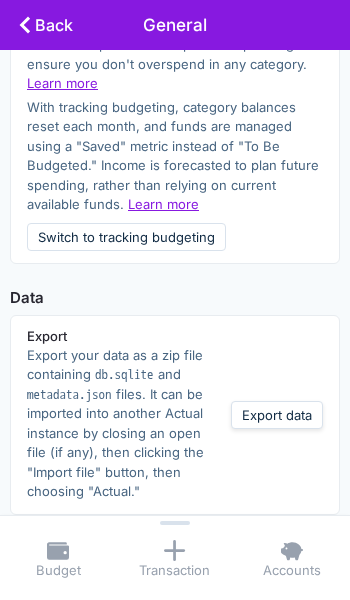 Back
General
ensure you don't overspend in any category.
Learn more
With tracking budgeting, category balances
reset each month, and funds are managed
using a "Saved" metric instead of "To Be
Budgeted." Income is forecasted to plan future
spending, rather than relying on current
available funds. Learn more
Switch to tracking budgeting
Data
Export
Export your data as a zip file
containing db.sqlite and
metadata.json files. It can be
imported into another Actual
instance by closing an open
file (if any), then clicking the
"Import file" button, then
choosing "Actual."
Export data
Budget
Transaction
Accounts